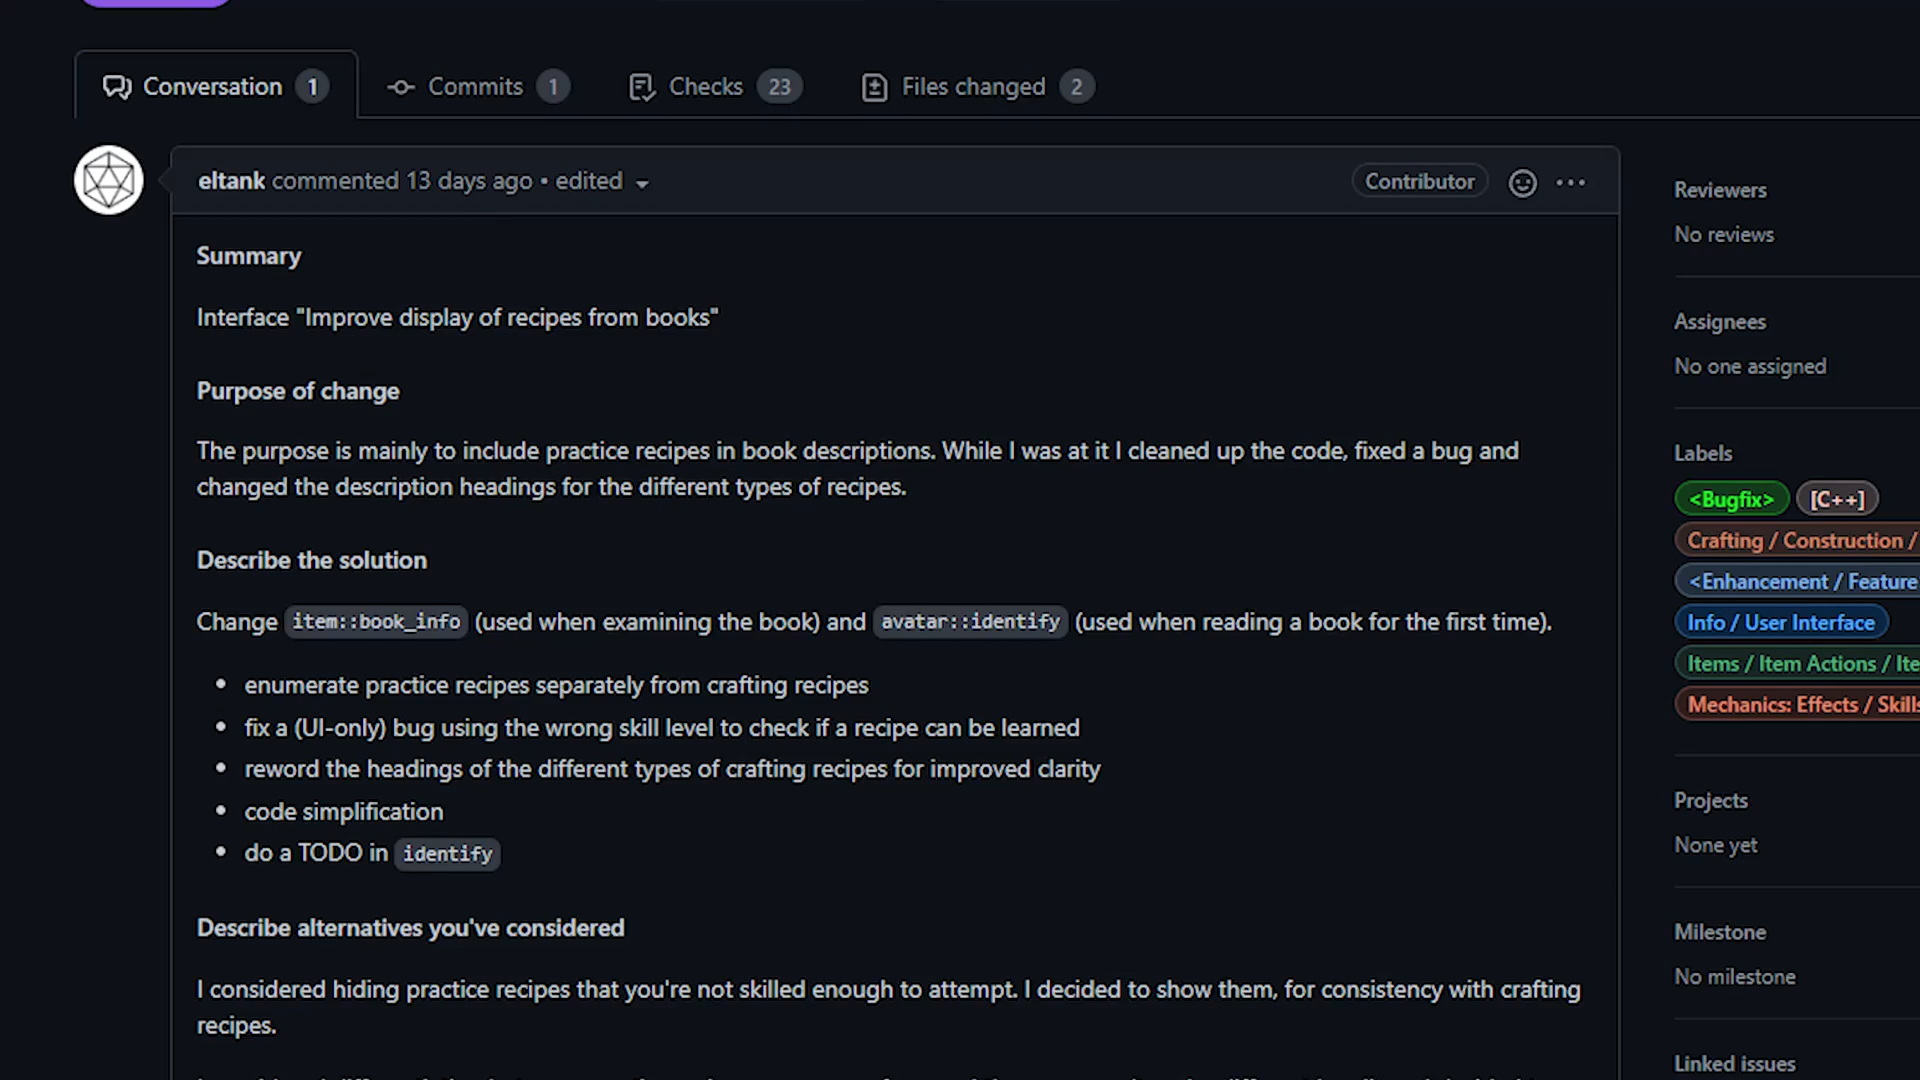 Conversation 1 Commits 1 Checks 23 Files changed 2
eltank commented 13 days ago • edited
Contributor
Summary
Interface "Improve display of recipes from books"
Purpose of change
The purpose is mainly to include practice recipes in book descriptions. While I was at it I cleaned up the code, fixed a bug and
changed the description headings for the different types of recipes.
Describe the solution
Change item::book_info (used when examining the book) and avatar::identify (used when reading a book for the first time).
• enumerate practice recipes separately from crafting recipes
• fix a (UI-only) bug using the wrong skill level to check if a recipe can be learned
• reword the headings of the different types of crafting recipes for improved clarity
• code simplification
• do a TODO in identify
Describe alternatives you've considered
I considered hiding practice recipes that you're not skilled enough to attempt. I decided to show them, for consistency with crafting
recipes.
Reviewers
No reviews
Assignees
No one assigned
Labels
<Bugfix> [C++]
Crafting / Construction /
<Enhancement / Feature
Info / User Interface
Items / Item Actions / Ite
Mechanics: Effects / Skills
Projects
None yet
Milestone
No milestone
Linked issues